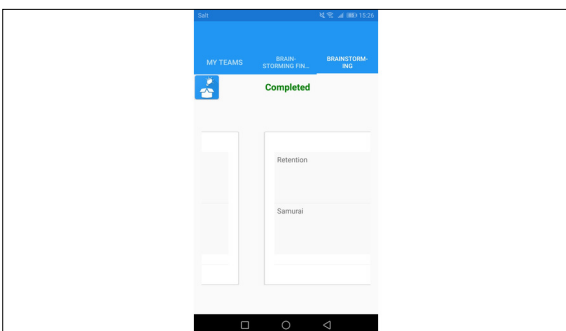 Salt 15:26
MY TEAMS
BRAIN-
STORMING FIN...
BRAINSTORM-
ING
Completed
Retention
Samurai